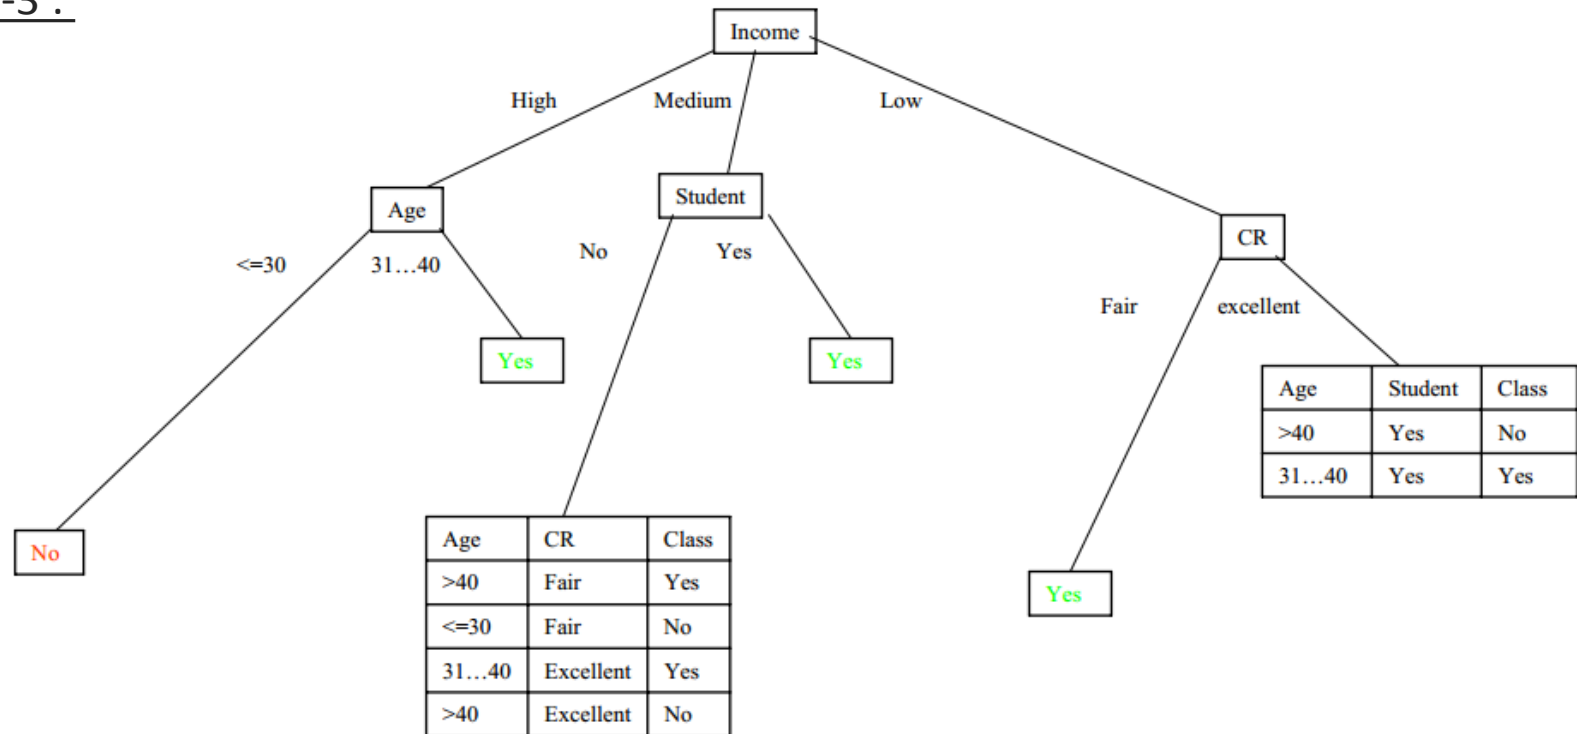 -3 :
Income
High Medium Low
Age Student CR
<=30 31...40 No Yes Fair excellent
Yes Yes
Age Student Class
>40 Yes No
31...40 Yes Yes
No
Age CR Class
>40 Fair Yes
<=30 Fair No
31...40 Excellent Yes
>40 Excellent No
Yes